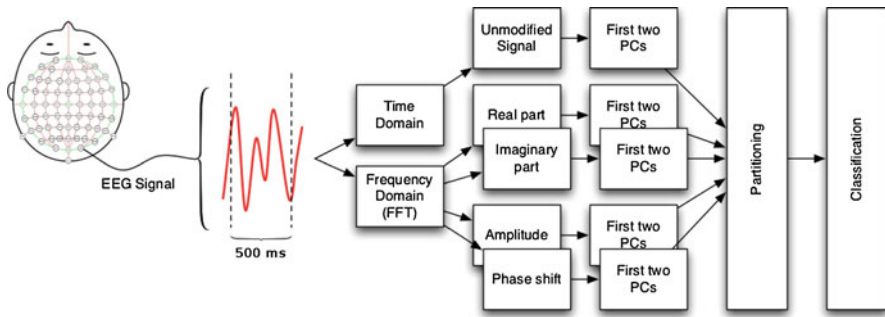 EEG Signal
500 ms
Time
Domain
Frequency
Domain
(FFT)
Unmodified
Signal
First two
PCs
Real part
First two
PCs
Imaginary
part
First two
PCs
Amplitude
First two
PCs
Phase shift
First two
PCs
Partitioning
Classification